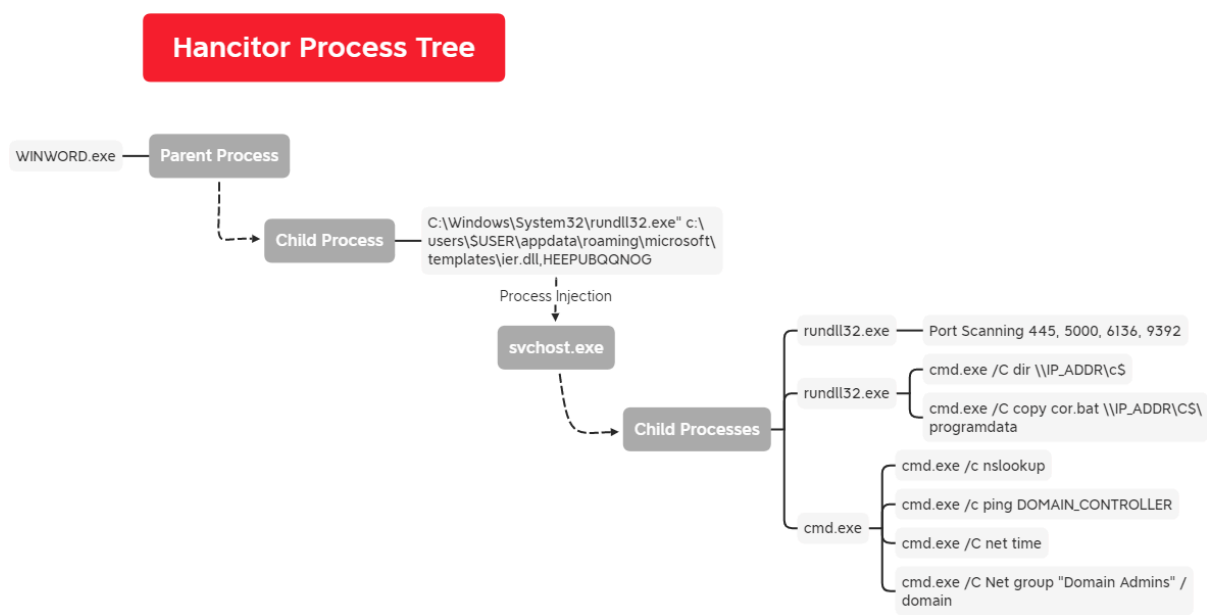 Hancitor Process Tree
WINWORD.exe
Parent Process
Child Process
C:\Windows\System32\rundll32.exe" c:\
users\$USER\appdata\roaming\microsoft\
templates\ier.dll,HEEPUBQQNOG
Process Injection
svchost.exe
Child Processes
rundll32.exe
Port Scanning 445, 5000, 6136, 9392
rundll32.exe
cmd.exe /C dir \\IP_ADDR\c$
cmd.exe /C copy cor.bat \\IP_ADDR\C$\
programdata
cmd.exe
cmd.exe /c nslookup
cmd.exe /c ping DOMAIN_CONTROLLER
cmd.exe /C net time
cmd.exe /C Net group "Domain Admins" /
domain